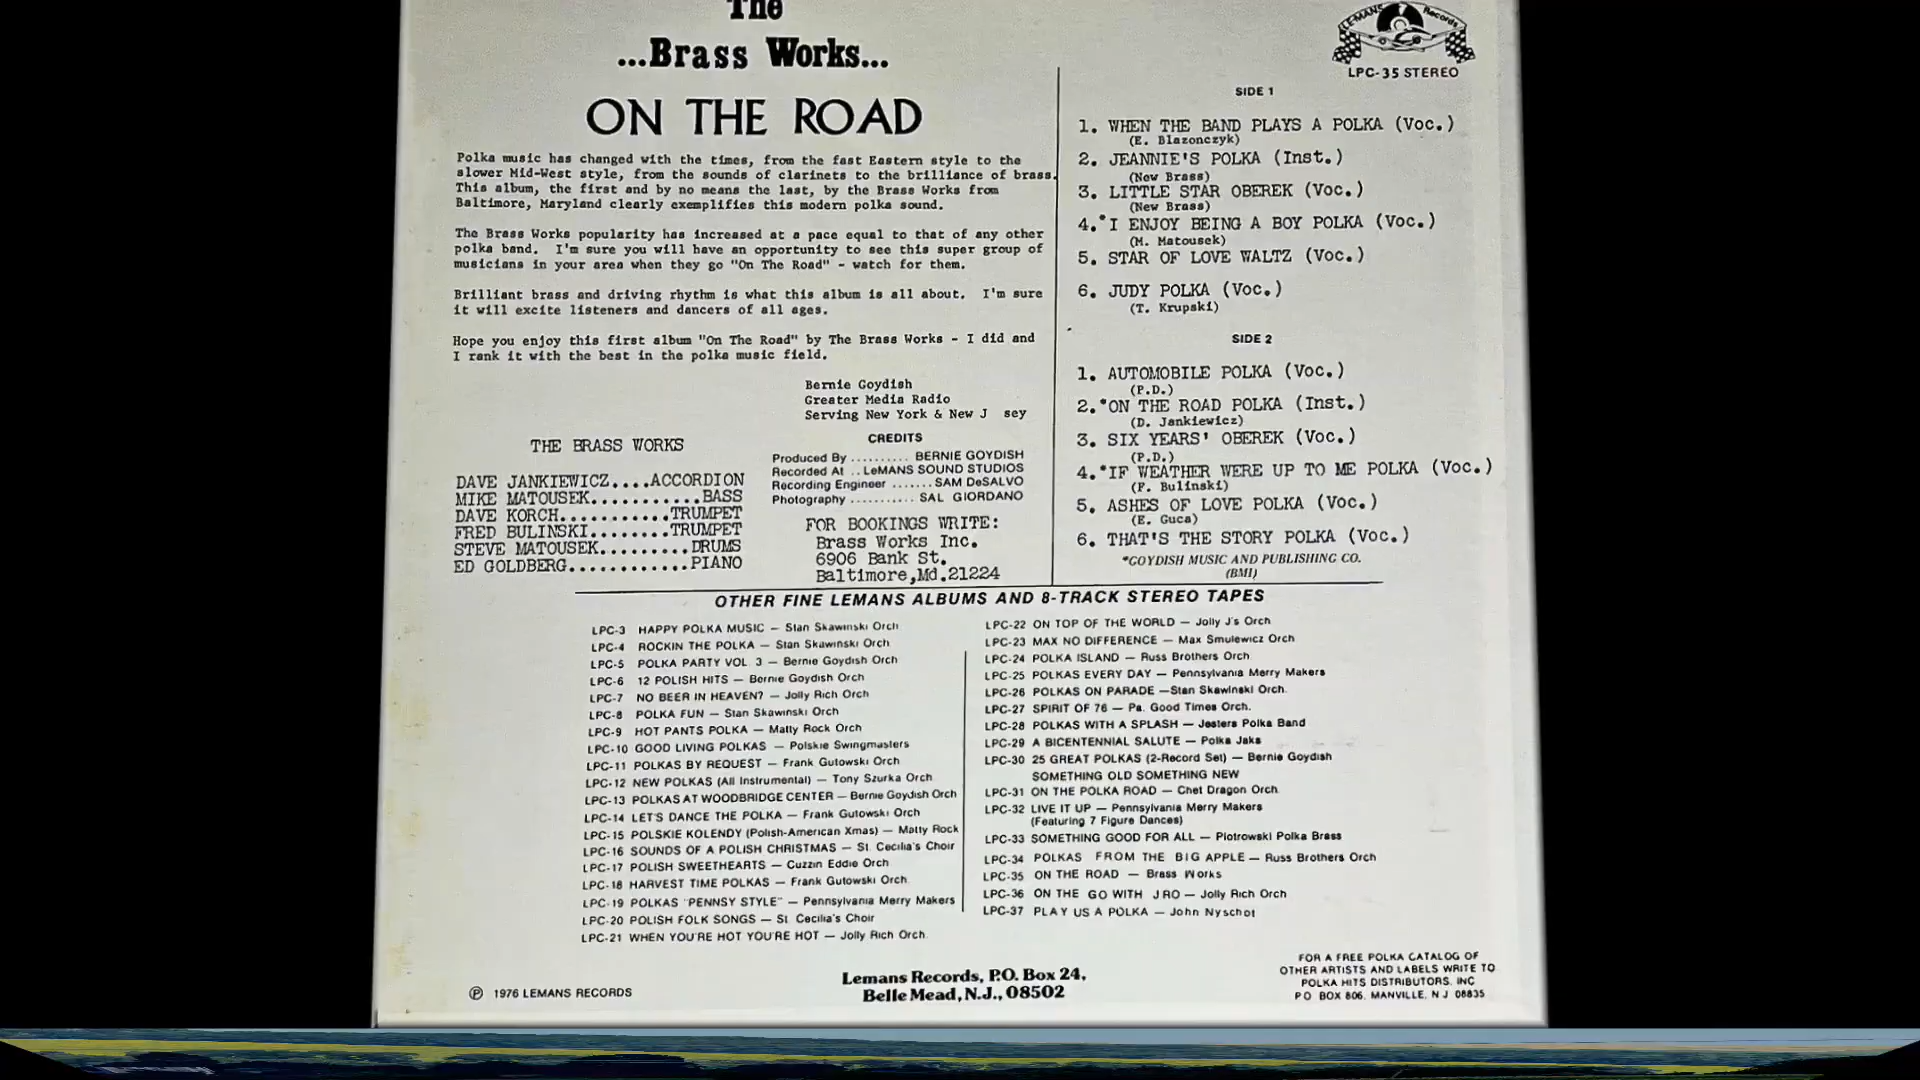 The
...Brass Works...
ON THE ROAD
Polka music has changed with the times, from the fast Eastern style to the
slower Mid-West style, from the sounds of clarinets to the brilliance of brass.
This album, the first and by no means the last, by the Brass Works from
Baltimore, Maryland clearly exemplifies this modern polka sound.
The Brass Works popularity has increased at a pace equal to that of any other
polka band. I'm sure you will have an opportunity to see this super group of
musicians in your area when they go "On The Road" - watch for them.
Brilliant brass and driving rhythm is what this album is all about. I'm sure
it will excite listeners and dancers of all ages.
Hope you enjoy this first album "On The Road" by The Brass Works - I did and
I rank it with the best in the polka music field.
Bernie Goydish
Greater Media Radio
Serving New York & New J sey
THE BRASS WORKS
DAVE JANKIEWICZ....ACCORDION
MIKE MATOUSEK...........BASS
DAVE KORCH...........TRUMPET
FRED BULINSKI........TRUMPET
STEVE MATOUSEK.........DRUMS
ED GOLDBERG............PIANO
CREDITS
Produced By .......... BERNIE GOYDISH
Recorded At .. LeMANS SOUND STUDIOS
Recording Engineer ....... SAM DeSALVO
Photography .......... SAL GIORDANO
FOR BOOKINGS WRITE:
Brass Works Inc.
6906 Bank St.
Baltimore,Md.21224
LE-MANS Records
LPC-35 STEREO
SIDE 1
1. WHEN THE BAND PLAYS A POLKA (Voc.)
(E. Blazonczyk)
2. JEANNIE'S POLKA (Inst.)
(New Brass)
3. LITTLE STAR OBEREK (Voc.)
(New Brass)
4.*I ENJOY BEING A BOY POLKA (Voc.)
(M. Matousek)
5. STAR OF LOVE WALTZ (Voc.)
6. JUDY POLKA (Voc.)
(T. Krupski)
SIDE 2
1. AUTOMOBILE POLKA (Voc.)
(P.D.)
2.*ON THE ROAD POLKA (Inst.)
(D. Jankiewicz)
3. SIX YEARS' OBEREK (Voc.)
(P.D.)
4.*IF WEATHER WERE UP TO ME POLKA (Voc.)
(F. Bulinski)
5. ASHES OF LOVE POLKA (Voc.)
(E. Guca)
6. THAT'S THE STORY POLKA (Voc.)
*GOYDISH MUSIC AND PUBLISHING CO.
(BMI)
OTHER FINE LEMANS ALBUMS AND 8-TRACK STEREO TAPES
LPC-3 HAPPY POLKA MUSIC — Stan Skawinski Orch
LPC-4 ROCKIN THE POLKA — Stan Skawinski Orch
LPC-5 POLKA PARTY VOL. 3 — Bernie Goydish Orch
LPC-6 12 POLISH HITS — Bernie Goydish Orch
LPC-7 NO BEER IN HEAVEN? — Jolly Rich Orch
LPC-8 POLKA FUN — Stan Skawinski Orch
LPC-9 HOT PANTS POLKA — Matty Rock Orch
LPC-10 GOOD LIVING POLKAS — Polskie Swingmasters
LPC-11 POLKAS BY REQUEST — Frank Gutowski Orch
LPC-12 NEW POLKAS (All Instrumental) — Tony Szurka Orch
LPC-13 POLKAS AT WOODBRIDGE CENTER — Bernie Goydish Orch
LPC-14 LET'S DANCE THE POLKA — Frank Gutowski Orch
LPC-15 POLSKIE KOLENDY (Polish-American Xmas) — Matty Rock
LPC-16 SOUNDS OF A POLISH CHRISTMAS — St. Cecilia's Choir
LPC-17 POLISH SWEETHEARTS — Cuzzin Eddie Orch
LPC-18 HARVEST TIME POLKAS — Frank Gutowski Orch
LPC-19 POLKAS "PENNSY STYLE" — Pennsylvania Merry Makers
LPC-20 POLISH FOLK SONGS — St. Cecilia's Choir
LPC-21 WHEN YOU'RE HOT YOU'RE HOT — Jolly Rich Orch.
LPC-22 ON TOP OF THE WORLD — Jolly J's Orch
LPC-23 MAX NO DIFFERENCE — Max Smulewicz Orch
LPC-24 POLKA ISLAND — Russ Brothers Orch
LPC-25 POLKAS EVERY DAY — Pennsylvania Merry Makers
LPC-26 POLKAS ON PARADE —Stan Skawinski Orch.
LPC-27 SPIRIT OF 76 — Pa. Good Times Orch.
LPC-28 POLKAS WITH A SPLASH — Jesters Polka Band
LPC-29 A BICENTENNIAL SALUTE — Polka Jaks
LPC-30 25 GREAT POLKAS (2-Record Set) — Bernie Goydish
SOMETHING OLD SOMETHING NEW
LPC-31 ON THE POLKA ROAD — Chet Dragon Orch.
LPC-32 LIVE IT UP — Pennsylvania Merry Makers
(Featuring 7 Figure Dances)
LPC-33 SOMETHING GOOD FOR ALL — Piotrowski Polka Brass
LPC-34 POLKAS FROM THE BIG APPLE — Russ Brothers Orch
LPC-35 ON THE ROAD — Brass Works
LPC-36 ON THE GO WITH J RO — Jolly Rich Orch
LPC-37 PLAY US A POLKA — John Nyschot
℗ 1976 LEMANS RECORDS
Lemans Records, P.O. Box 24,
Belle Mead, N.J., 08502
FOR A FREE POLKA CATALOG OF
OTHER ARTISTS AND LABELS WRITE TO
POLKA HITS DISTRIBUTORS, INC
P O BOX 806, MANVILLE, N J 08835